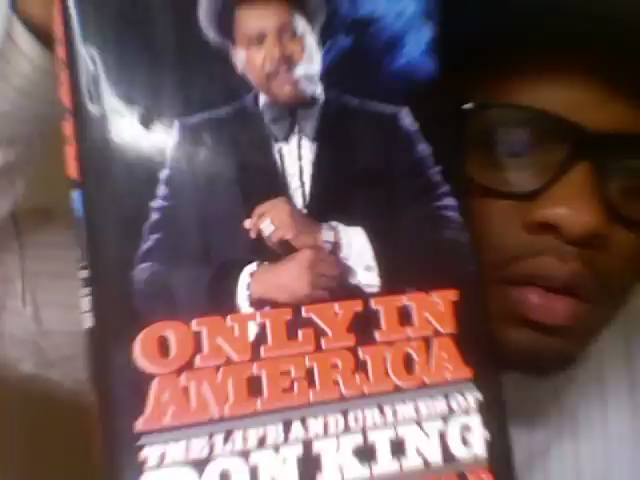 ONLY IN
AMERICA
THE LIFE AND CRIMES OF
DON KING